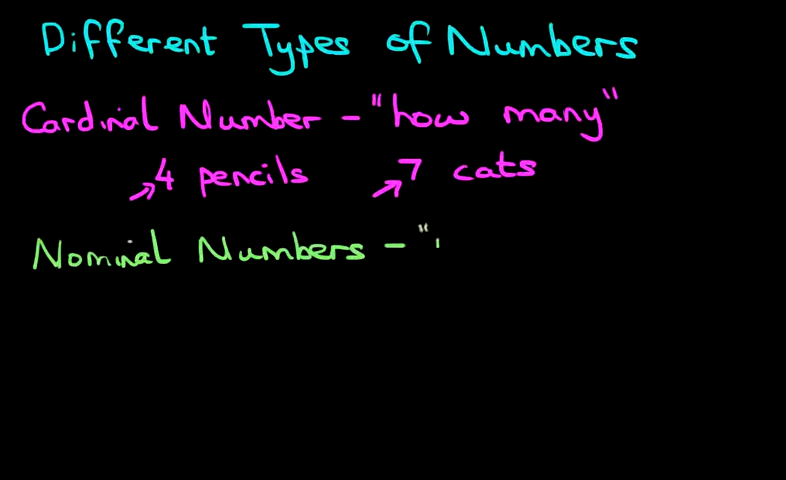 Different Types of Numbers
Cardinal Number - "how many"
4 pencils 7 cats
Nominal Numbers - "